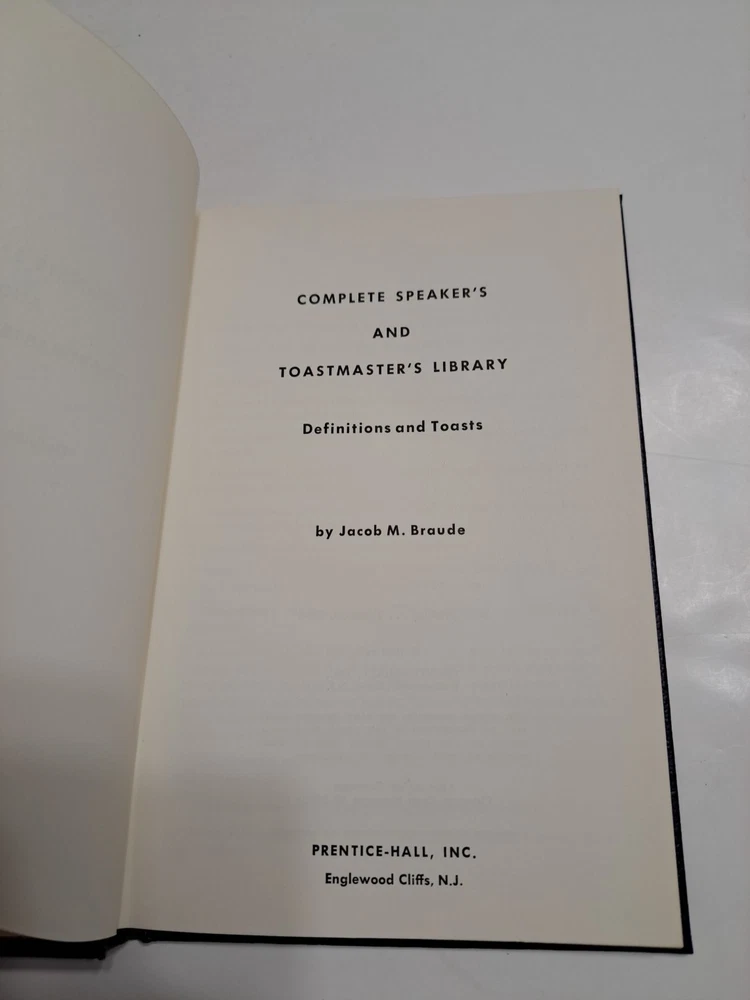 COMPLETE SPEAKER'S
AND
TOASTMASTER'S LIBRARY
Definitions and Toasts
by Jacob M. Braude
PRENTICE-HALL, INC.
Englewood Cliffs, N.J.